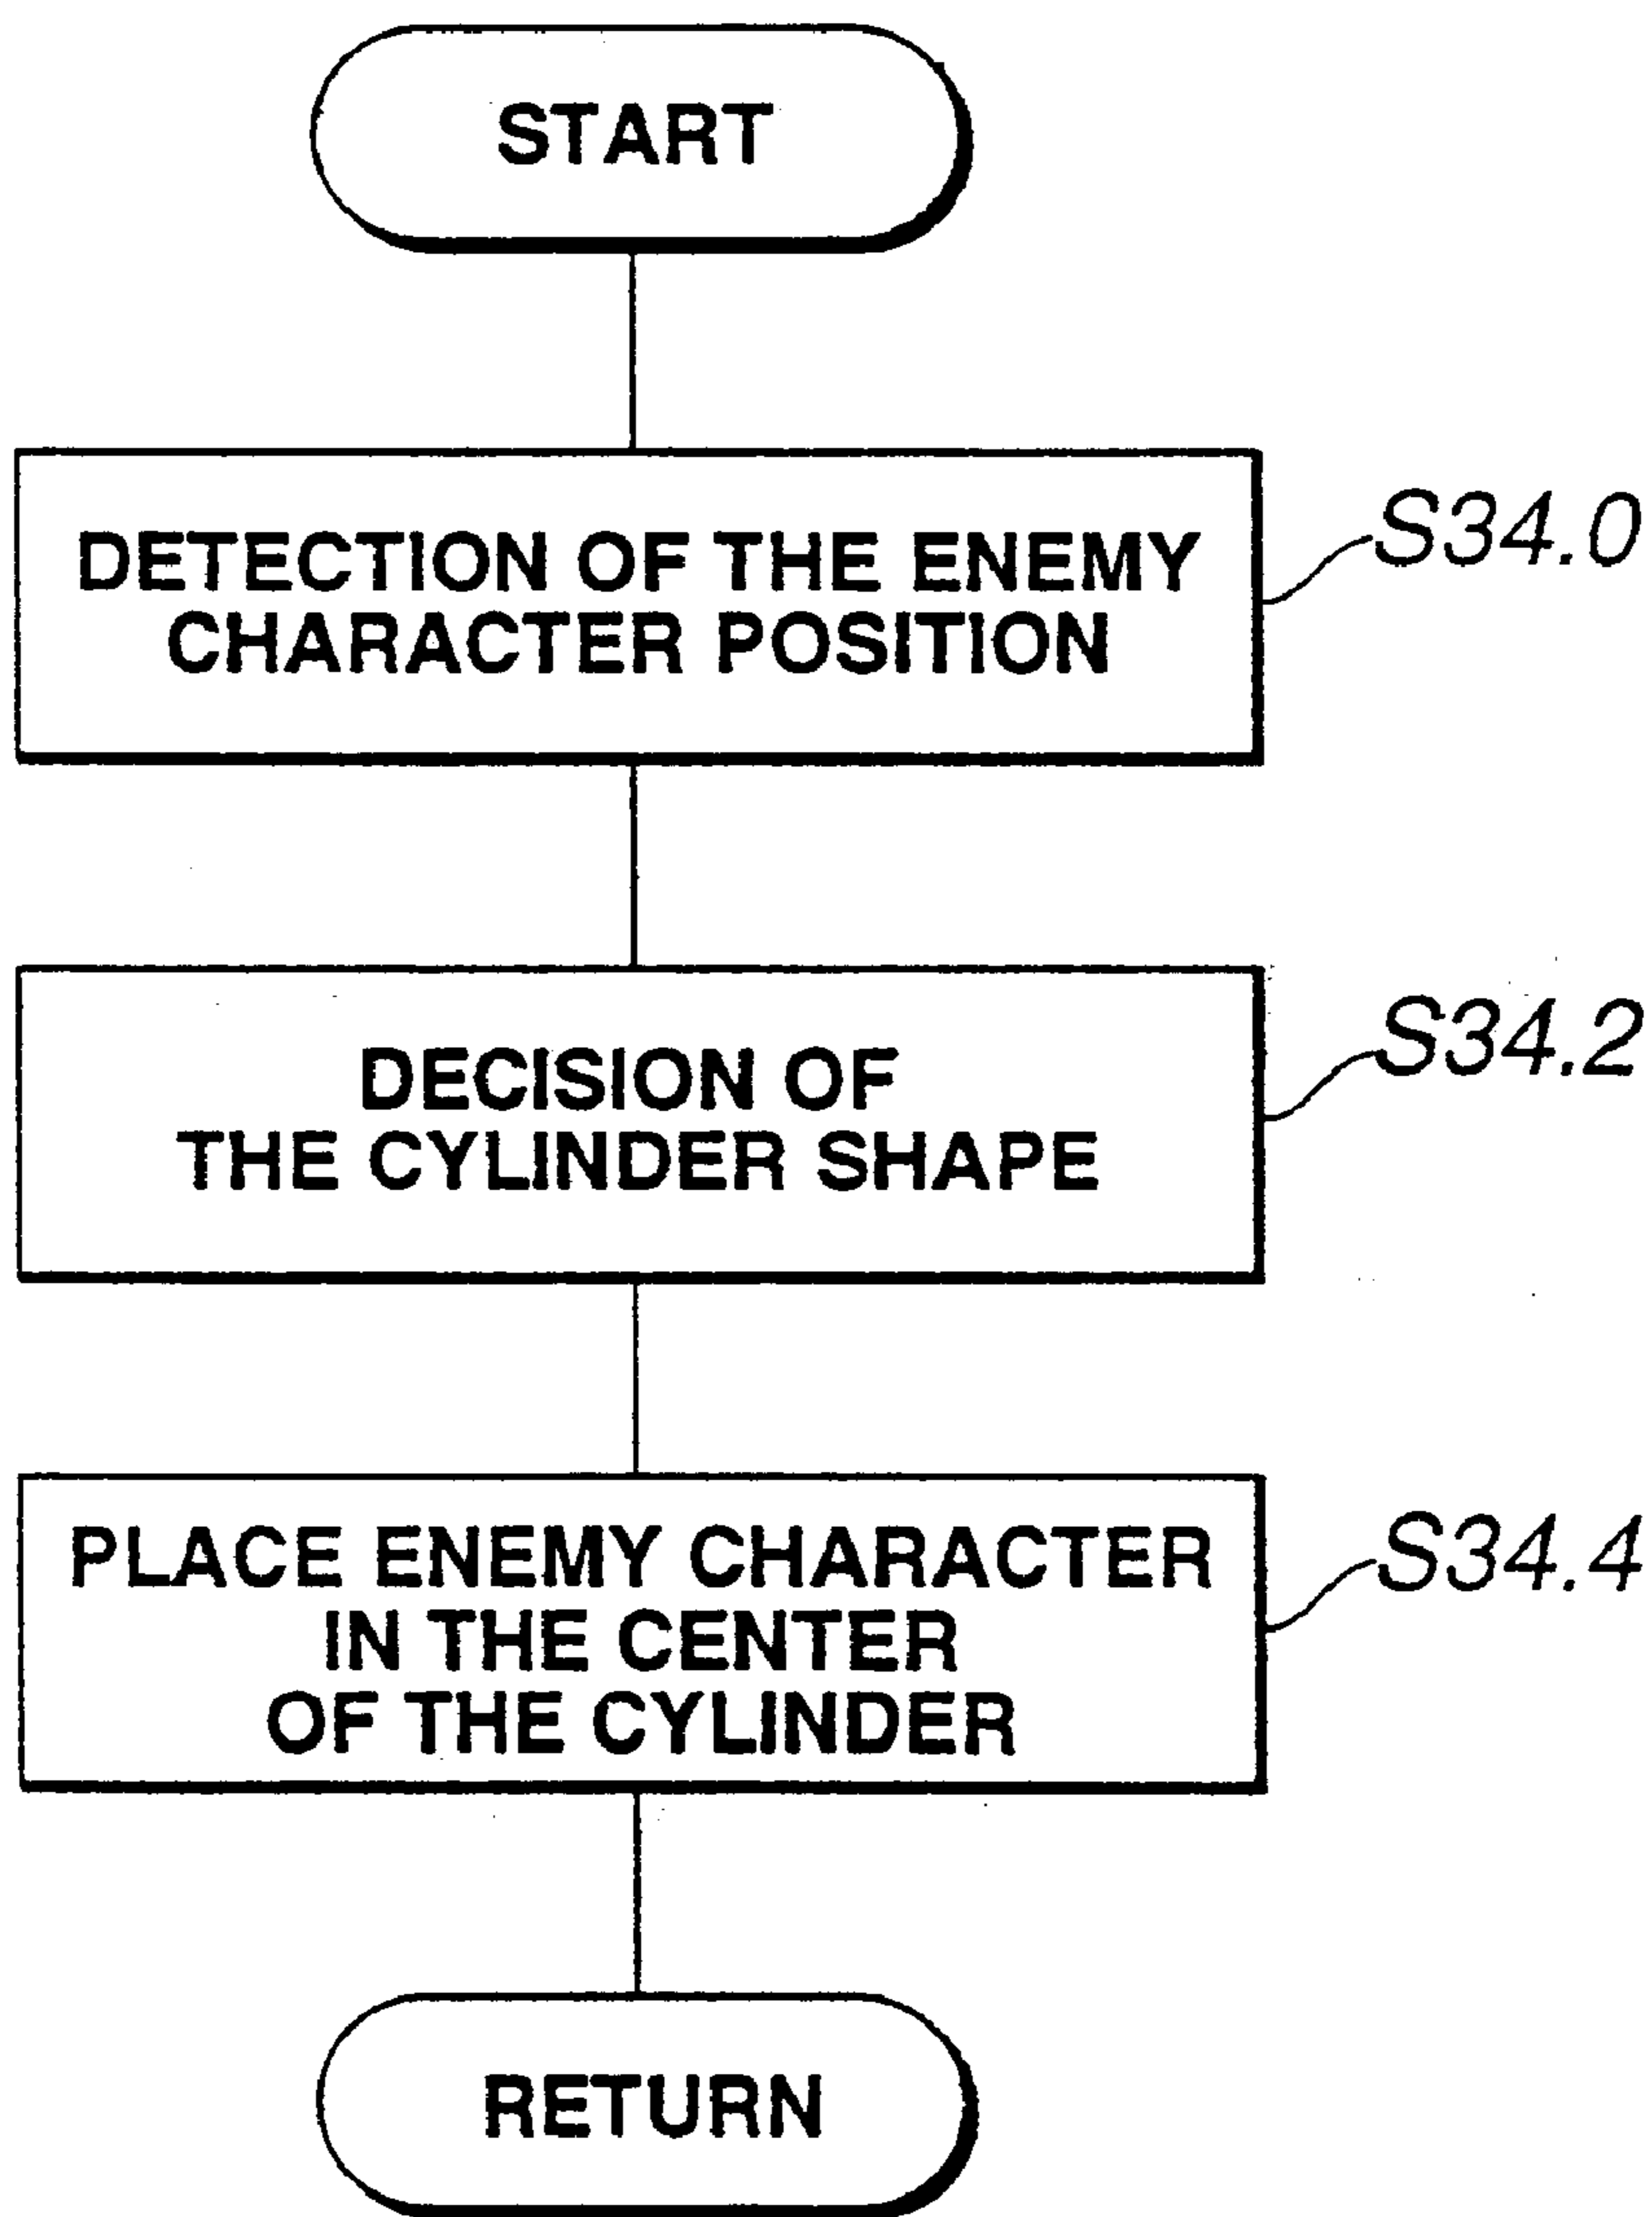 START
DETECTION OF THE ENEMY
CHARACTER POSITION
S34.0
DECISION OF
THE CYLINDER SHAPE
S34.2
PLACE ENEMY CHARACTER
IN THE CENTER
OF THE CYLINDER
S34.4
RETURN